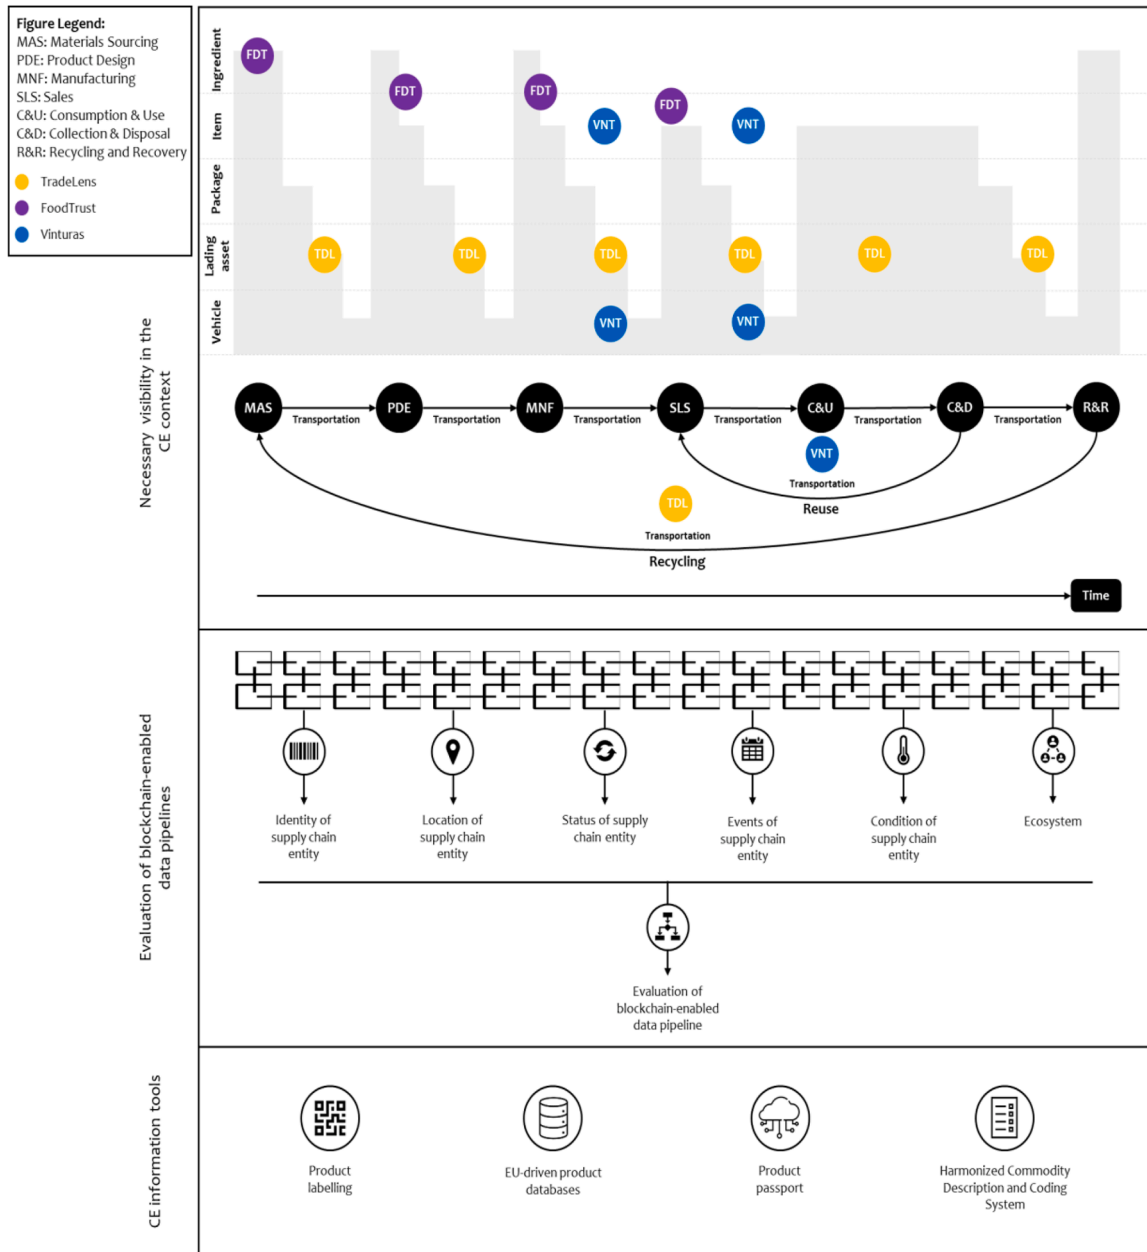 Figure Legend:
MAS: Materials Sourcing
PDE: Product Design
MNF: Manufacturing
SLS: Sales
C&U: Consumption & Use
C&D: Collection & Disposal
R&R: Recycling and Recovery
TradeLens
FoodTrust
Vinturas
Necessary visibility in the
CE context
Ingredient
Item
Package
Lading
asset
Vehicle
FDT
FDT
FDT
FDT
VNT
VNT
TDL
TDL
TDL
TDL
TDL
TDL
VNT
VNT
MAS
Transportation
PDE
Transportation
MNF
Transportation
SLS
Transportation
C&U
Transportation
C&D
Transportation
R&R
VNT
Transportation
Reuse
TDL
Transportation
Recycling
Time
Evaluation of blockchain-enabled
data pipelines
Identity of
supply chain
entity
Location of
supply chain
entity
Status of supply
chain entity
Events of
supply chain
entity
Condition of
supply chain
entity
Ecosystem
Evaluation of
blockchain-enabled
data pipeline
CE information tools
Product
labelling
EU-driven product
databases
Product
passport
Harmonized Commodity
Description and Coding
System